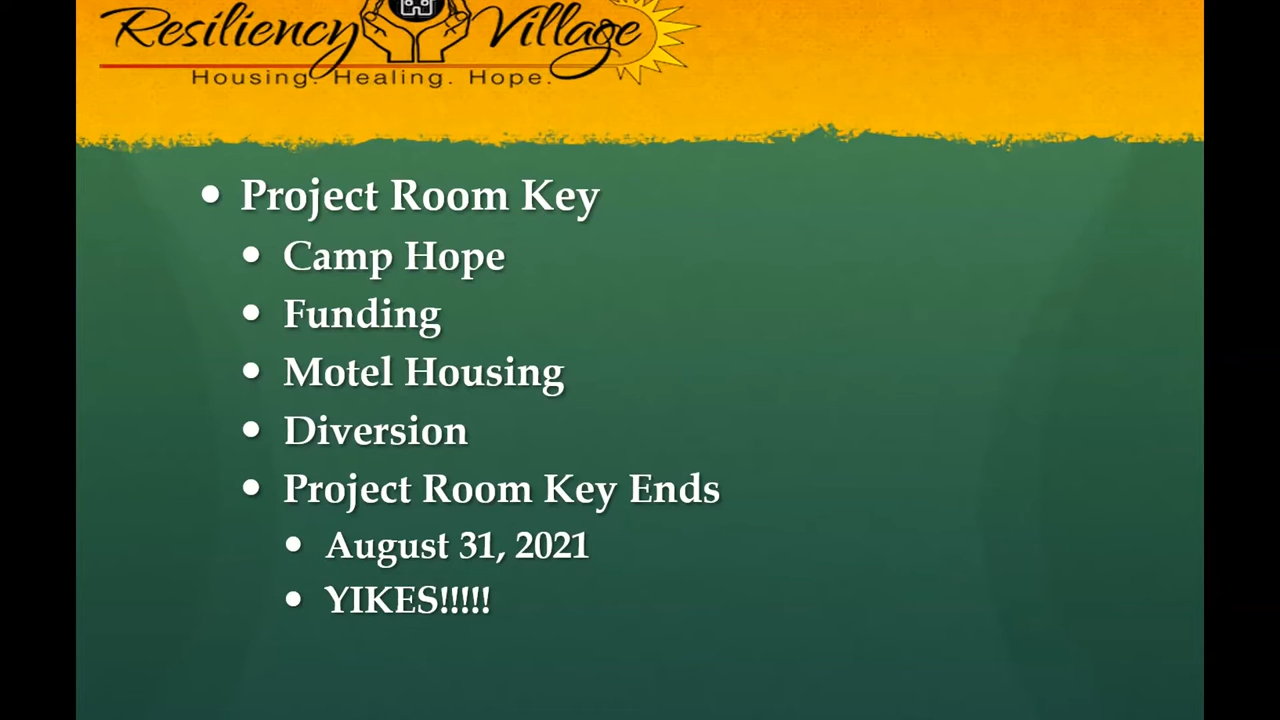 Resiliency Village
Housing. Healing. Hope.
Project Room Key
Camp Hope
Funding
Motel Housing
Diversion
Project Room Key Ends
August 31, 2021
YIKES!!!!!